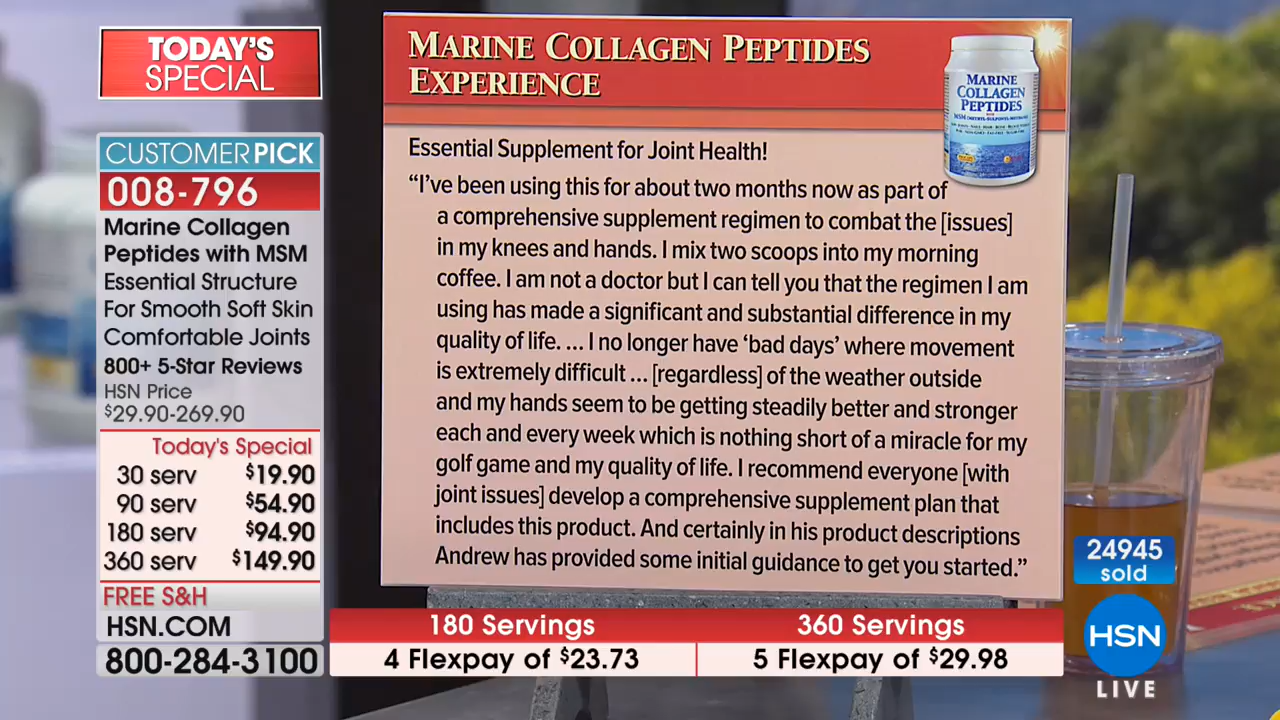 TODAY'S
SPECIAL
CUSTOMER PICK
008-796
Marine Collagen
Peptides with MSM
Essential Structure
For Smooth Soft Skin
Comfortable Joints
800+ 5-Star Reviews
HSN Price
$29.90-269.90
Today's Special
30 serv $19.90
90 serv $54.90
180 serv $94.90
360 serv $149.90
FREE S&H
HSN.COM
800-284-3100
MARINE COLLAGEN PEPTIDES
EXPERIENCE
MARINE
COLLAGEN
PEPTIDES
Essential Supplement for Joint Health!
“I’ve been using this for about two months now as part of
a comprehensive supplement regimen to combat the [issues]
in my knees and hands. I mix two scoops into my morning
coffee. I am not a doctor but I can tell you that the regimen I am
using has made a significant and substantial difference in my
quality of life. ... I no longer have ‘bad days’ where movement
is extremely difficult ... [regardless] of the weather outside
and my hands seem to be getting steadily better and stronger
each and every week which is nothing short of a miracle for my
golf game and my quality of life. I recommend everyone [with
joint issues] develop a comprehensive supplement plan that
includes this product. And certainly in his product descriptions
Andrew has provided some initial guidance to get you started.”
24945
sold
HSN
LIVE
180 Servings
4 Flexpay of $23.73
360 Servings
5 Flexpay of $29.98